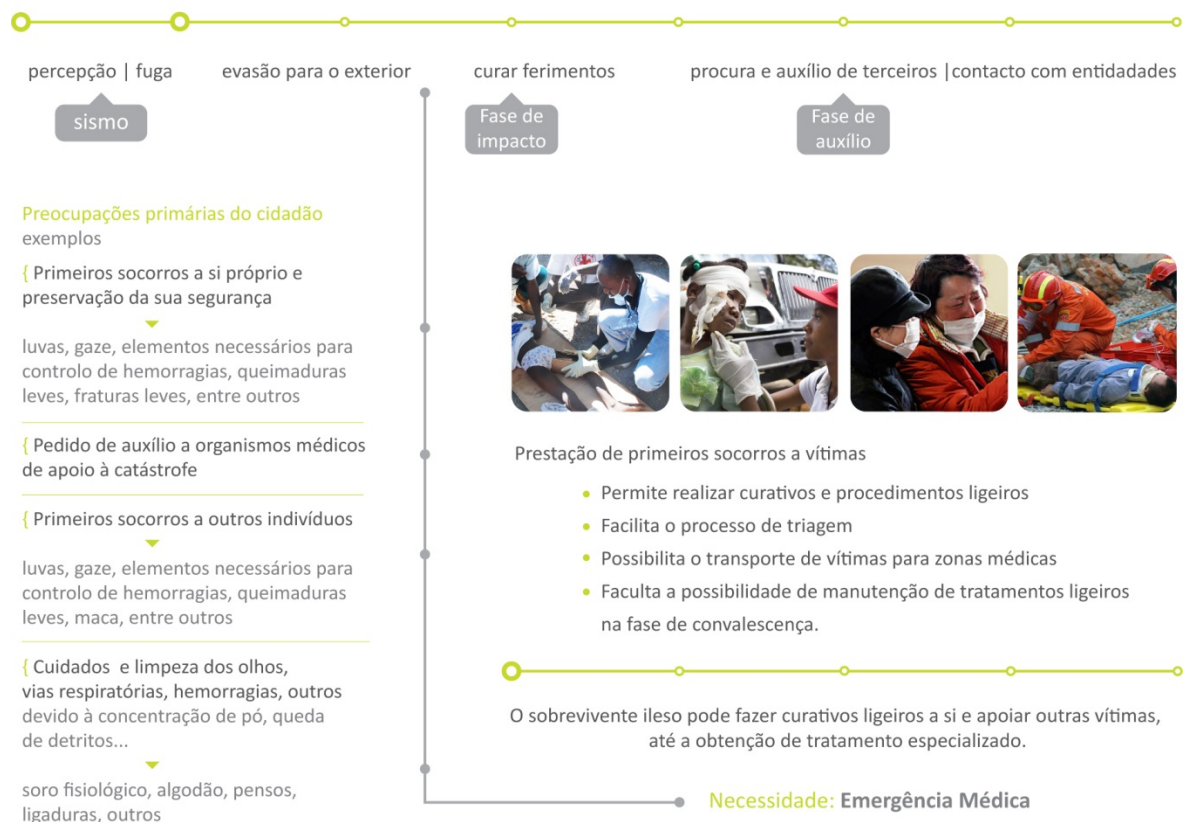 percepção | fuga
evasão para o exterior
curar ferimentos
procura e auxílio de terceiros |contacto com entidadades
sismo
Fase de
impacto
Fase de
auxílio
Preocupações primárias do cidadão
exemplos
{ Primeiros socorros a si próprio e
preservação da sua segurança
luvas, gaze, elementos necessários para
controlo de hemorragias, queimaduras
leves, fraturas leves, entre outros
{ Pedido de auxílio a organismos médicos
de apoio à catástrofe
{ Primeiros socorros a outros indivíduos
luvas, gaze, elementos necessários para
controlo de hemorragias, queimaduras
leves, maca, entre outros
{ Cuidados e limpeza dos olhos,
vias respiratórias, hemorragias, outros
devido à concentração de pó, queda
de detritos...
soro fisiológico, algodão, pensos,
ligaduras, outros
Prestação de primeiros socorros a vítimas
• Permite realizar curativos e procedimentos ligeiros
• Facilita o processo de triagem
• Possibilita o transporte de vítimas para zonas médicas
• Faculta a possibilidade de manutenção de tratamentos ligeiros
na fase de convalescença.
O sobrevivente ileso pode fazer curativos ligeiros a si e apoiar outras vítimas,
até a obtenção de tratamento especializado.
Necessidade: Emergência Médica